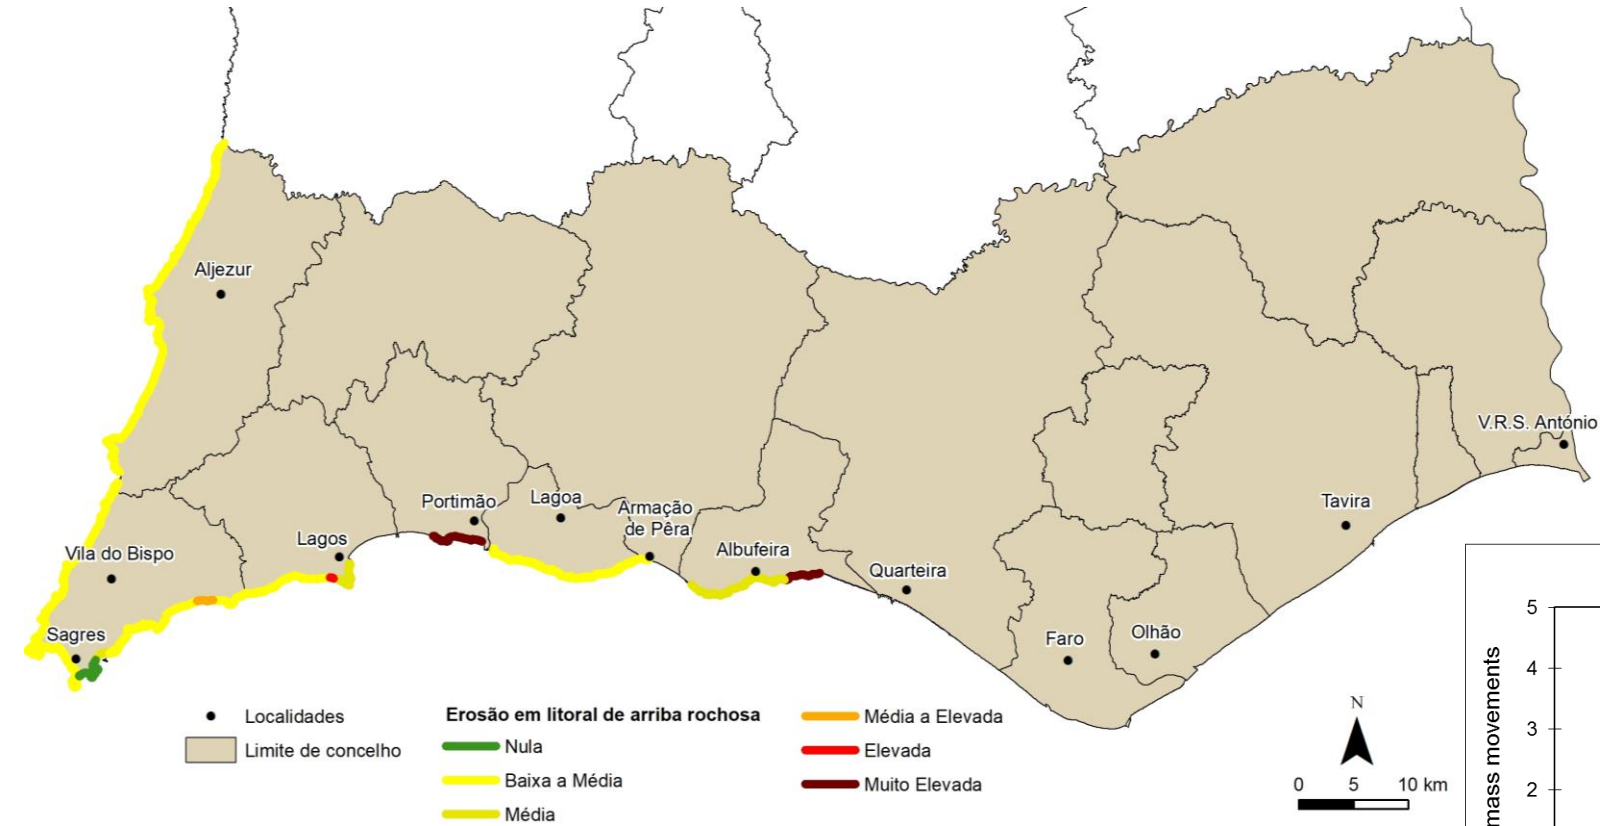 Aljezur
V.R.S. António
Portimão
Lagoa
Armação
de Pêra
Tavira
Lagos
Vila do Bispo
Albufeira
Quarteira
Sagres
Faro
Olhão
Localidades
Limite de concelho
Erosão em litoral de arriba rochosa
Nula
Baixa a Média
Média
Média a Elevada
Elevada
Muito Elevada
N
0 5 10 km
mass movements
5
4
3
2